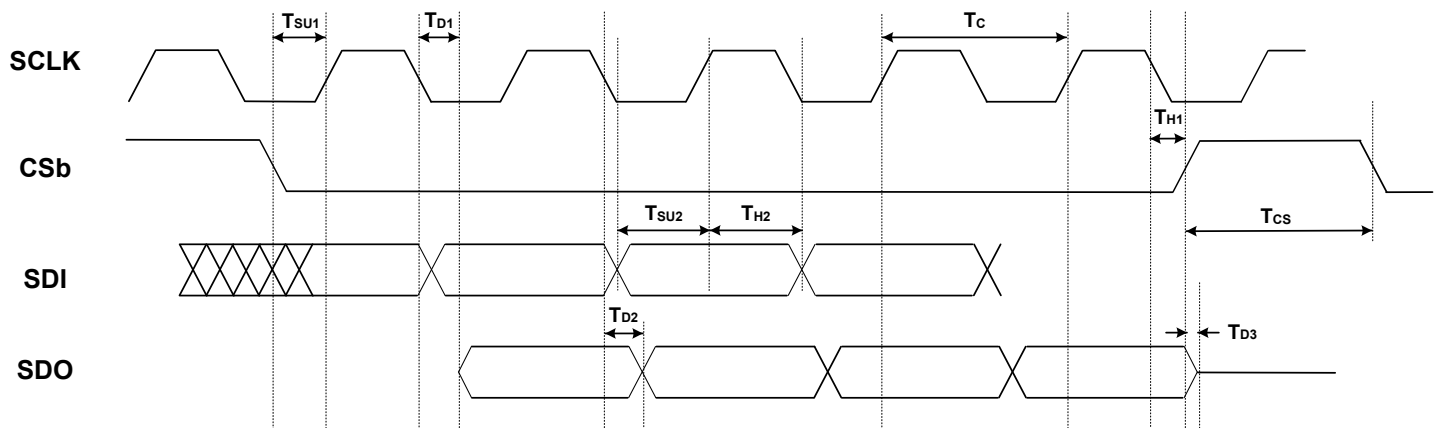 TSU1 TD1 TC
SCLK
TH1
CSb
TSU2 TH2 TCS
SDI
TD2 TD3
SDO